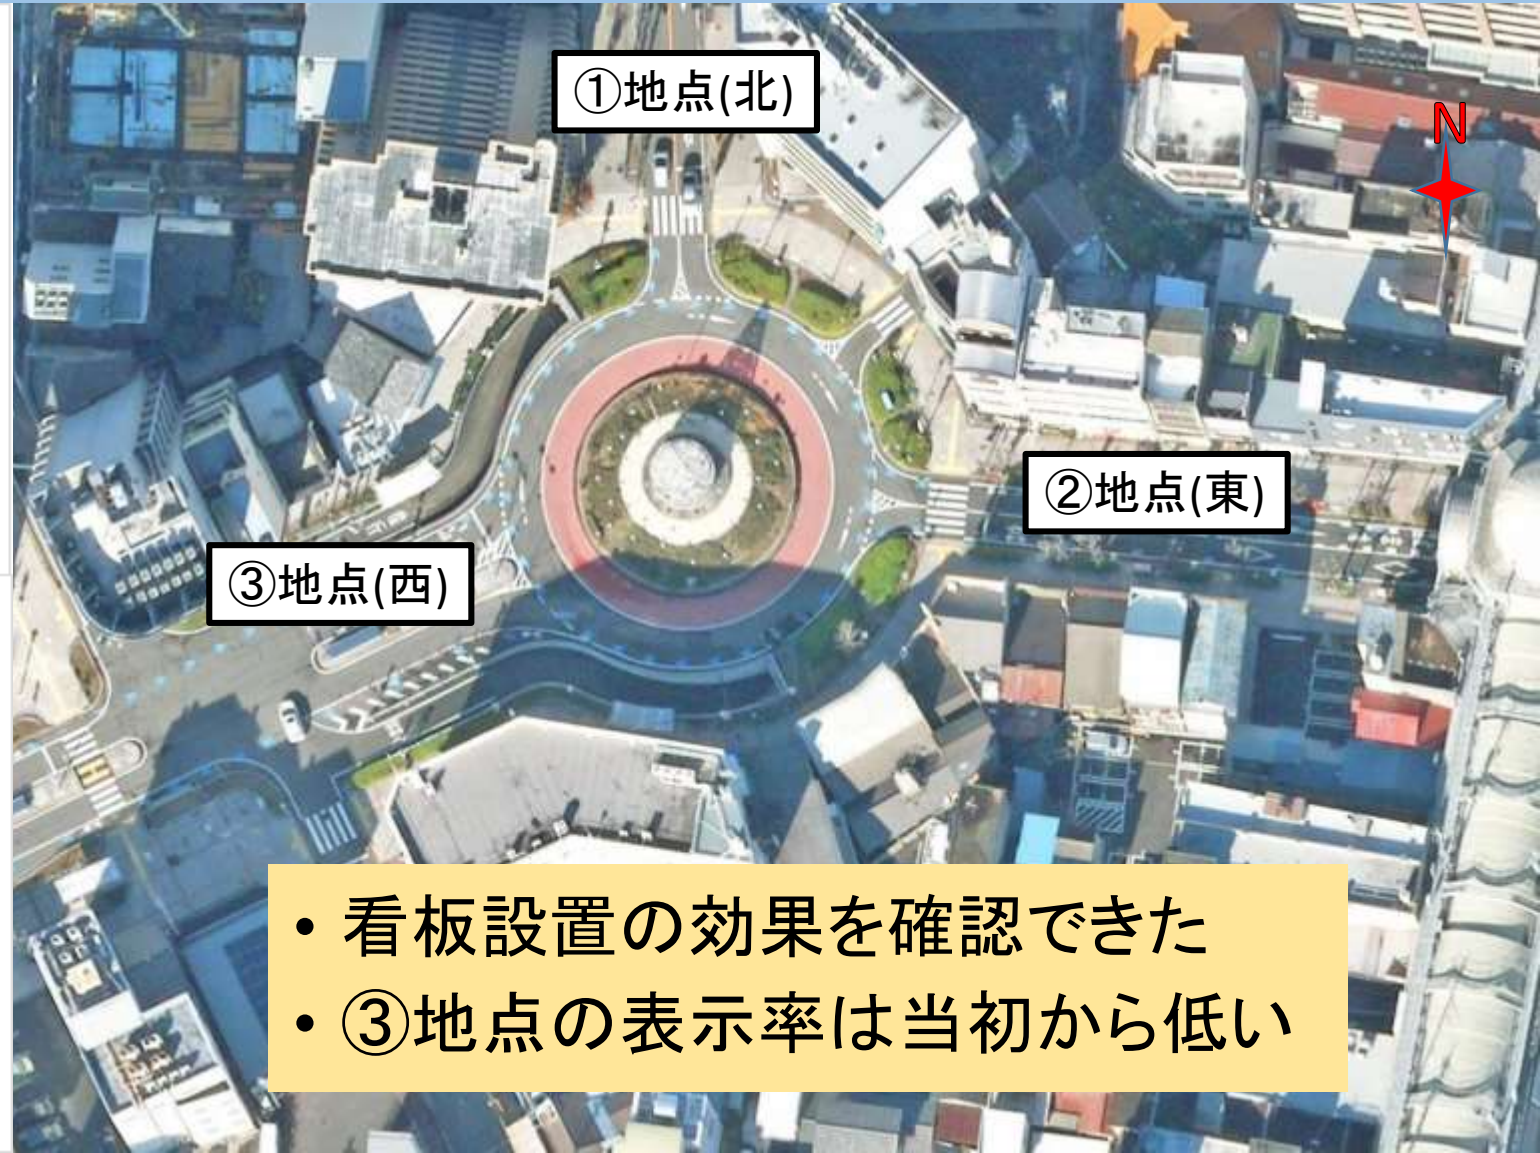 ①地点(北)
N
②地点(東)
③地点(西)
• 看板設置の効果を確認できた
• ③地点の表示率は当初から低い